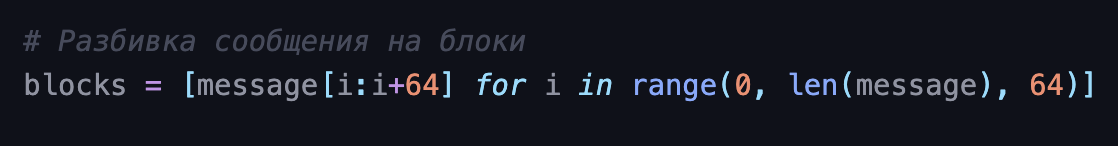 # Разбивка сообщения на блоки
blocks = [message[i:i+64] for i in range(0, len(message), 64)]